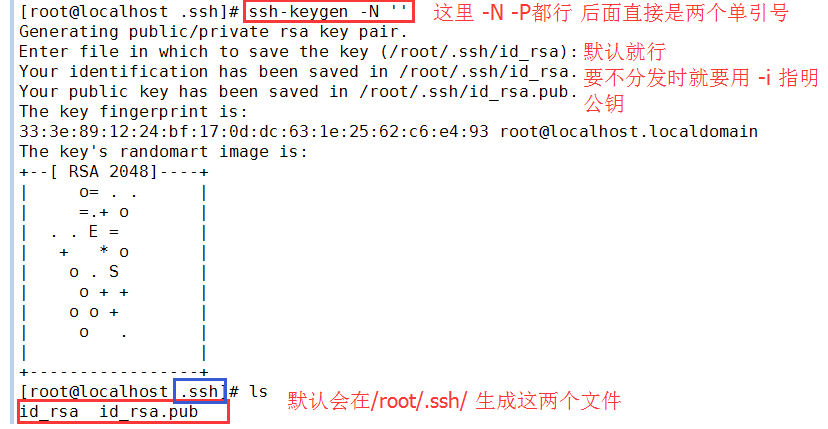 [root@localhost .ssh]# ssh-keygen -N '' 这里 -N -P都行 后面直接是两个单引号
Generating public/private rsa key pair.
Enter file in which to save the key (/root/.ssh/id_rsa): 默认就行
Your identification has been saved in /root/.ssh/id_rsa. 要不分发时就要用 -i 指明
Your public key has been saved in /root/.ssh/id_rsa.pub. 公钥
The key fingerprint is:
33:3e:89:12:24:bf:17:0d:dc:63:1e:25:62:c6:e4:93 root@localhost.localdomain
The key's randomart image is:
+--[ RSA 2048]----+
|     o= . .      |
|     =.+ o       |
|  . . E =        |
|   +   * o       |
|    o . S        |
|     o + +       |
|    o o +        |
|     o   .       |
|                 |
+-----------------+
[root@localhost .ssh]# ls
id_rsa  id_rsa.pub 默认会在/root/.ssh/ 生成这两个文件